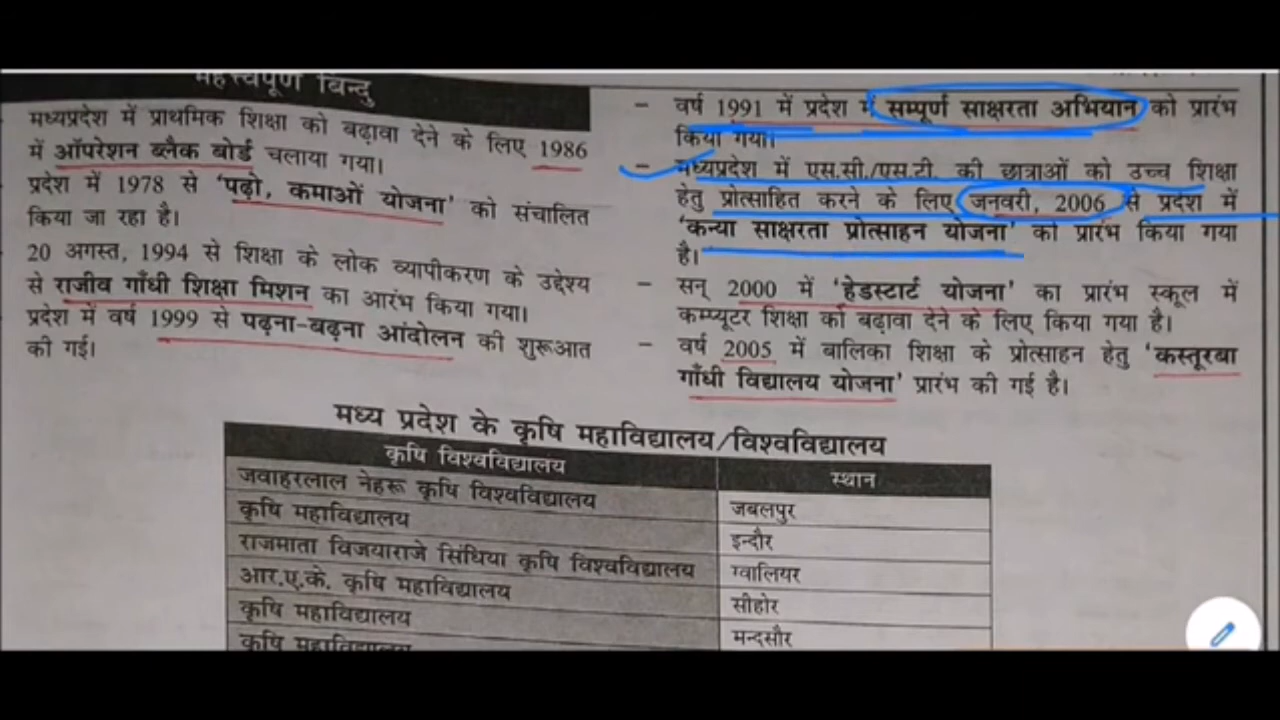 महत्त्वपूर्ण बिन्दु
मध्यप्रदेश में प्राथमिक शिक्षा को बढ़ावा देने के लिए 1986
में ऑपरेशन ब्लैक बोर्ड चलाया गया।
प्रदेश में 1978 से 'पढ़ो, कमाओं योजना' को संचालित
किया जा रहा है।
20 अगस्त, 1994 से शिक्षा के लोक व्यापीकरण के उद्देश्य
से राजीव गाँधी शिक्षा मिशन का आरंभ किया गया।
प्रदेश में वर्ष 1999 से पढ़ना-बढ़ना आंदोलन की शुरूआत
की गई।
– वर्ष 1991 में प्रदेश में सम्पूर्ण साक्षरता अभियान को प्रारंभ
किया गया।
– मध्यप्रदेश में एस.सी./एस.टी. की छात्राओं को उच्च शिक्षा
हेतु प्रोत्साहित करने के लिए जनवरी, 2006 से प्रदेश में
'कन्या साक्षरता प्रोत्साहन योजना' को प्रारंभ किया गया
है।
– सन् 2000 में 'हेडस्टार्ट योजना' का प्रारंभ स्कूल में
कम्प्यूटर शिक्षा को बढ़ावा देने के लिए किया गया है।
– वर्ष 2005 में बालिका शिक्षा के प्रोत्साहन हेतु 'कस्तूरबा
गाँधी विद्यालय योजना' प्रारंभ की गई है।
मध्य प्रदेश के कृषि महाविद्यालय/विश्वविद्यालय
कृषि विश्वविद्यालय स्थान
जवाहरलाल नेहरू कृषि विश्वविद्यालय जबलपुर
कृषि महाविद्यालय इन्दौर
राजमाता विजयाराजे सिंधिया कृषि विश्वविद्यालय ग्वालियर
आर.ए.के. कृषि महाविद्यालय सीहोर
कृषि महाविद्यालय मन्दसौर
कृषि महाविद्यालय